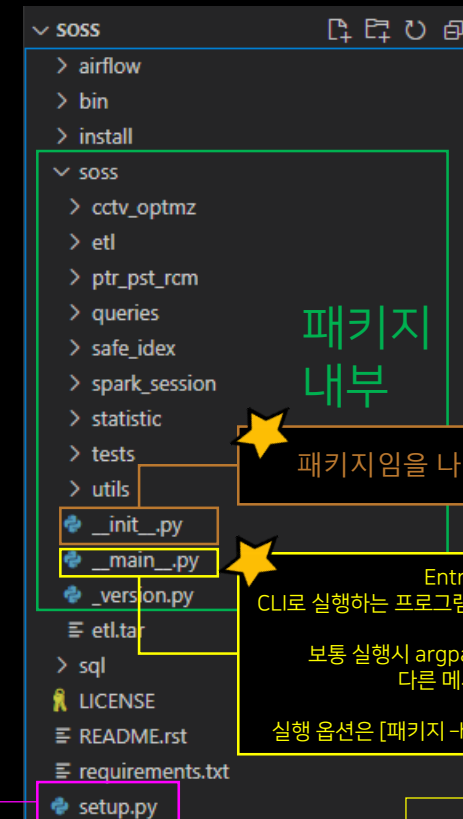 SOSS
airflow
bin
install
soss
cctv_optmz
etl
ptr_pst_rcm
queries
safe_idex
spark_session
statistic
tests
utils
__init__.py
__main__.py
_version.py
etl.tar
sql
LICENSE
README.rst
requirements.txt
setup.py
패키지
내부
패키지임을 나
Entr
CLI로 실행하는 프로그램
보통 실행시 argpa
다른 메
실행 옵션은 [패키지 -h